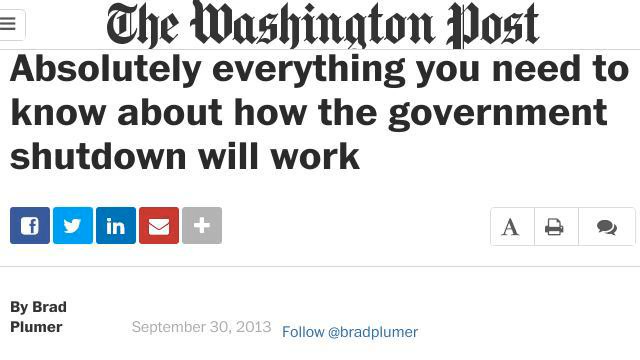 The Washington Post
Absolutely everything you need to
know about how the government
shutdown will work
in
A
By Brad
Plumer
September 30, 2013 Follow @bradplumer